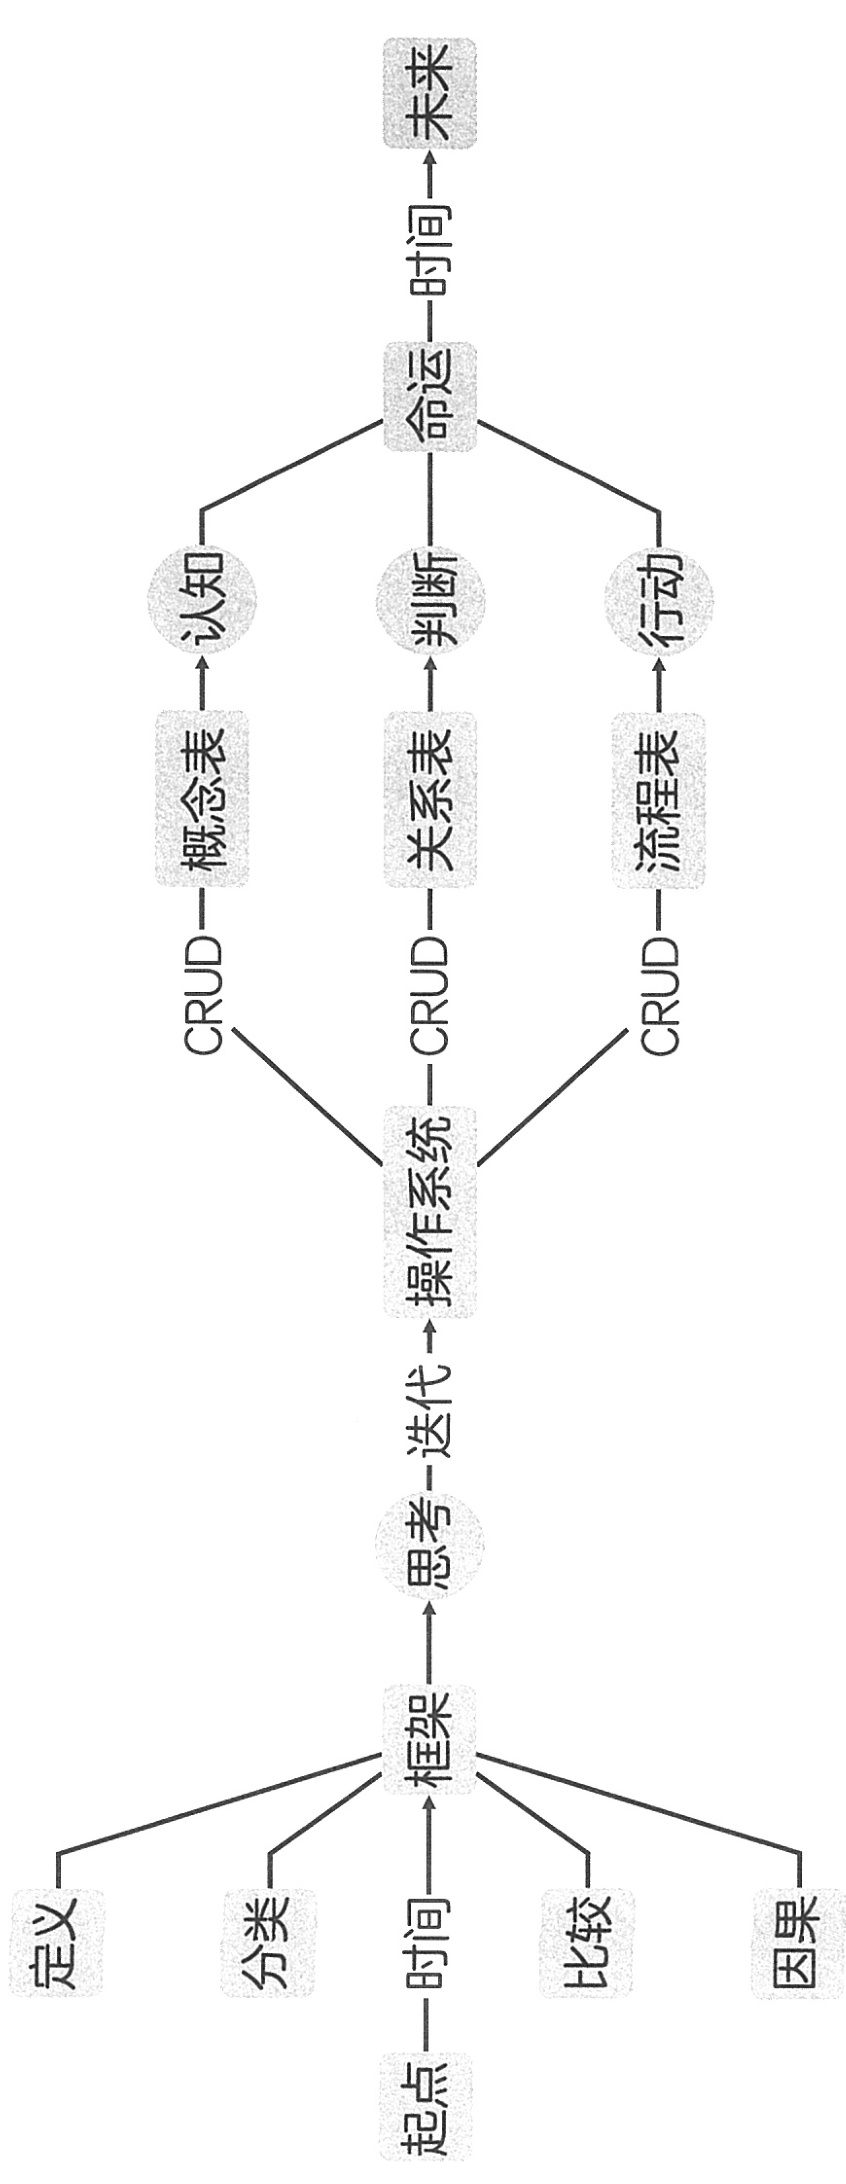 起点
时间
定义
分类
比较
因果
框架
思考
迭代
操作系统
CRUD
概念表
认知
CRUD
关系表
判断
CRUD
流程表
行动
命运
时间
未来